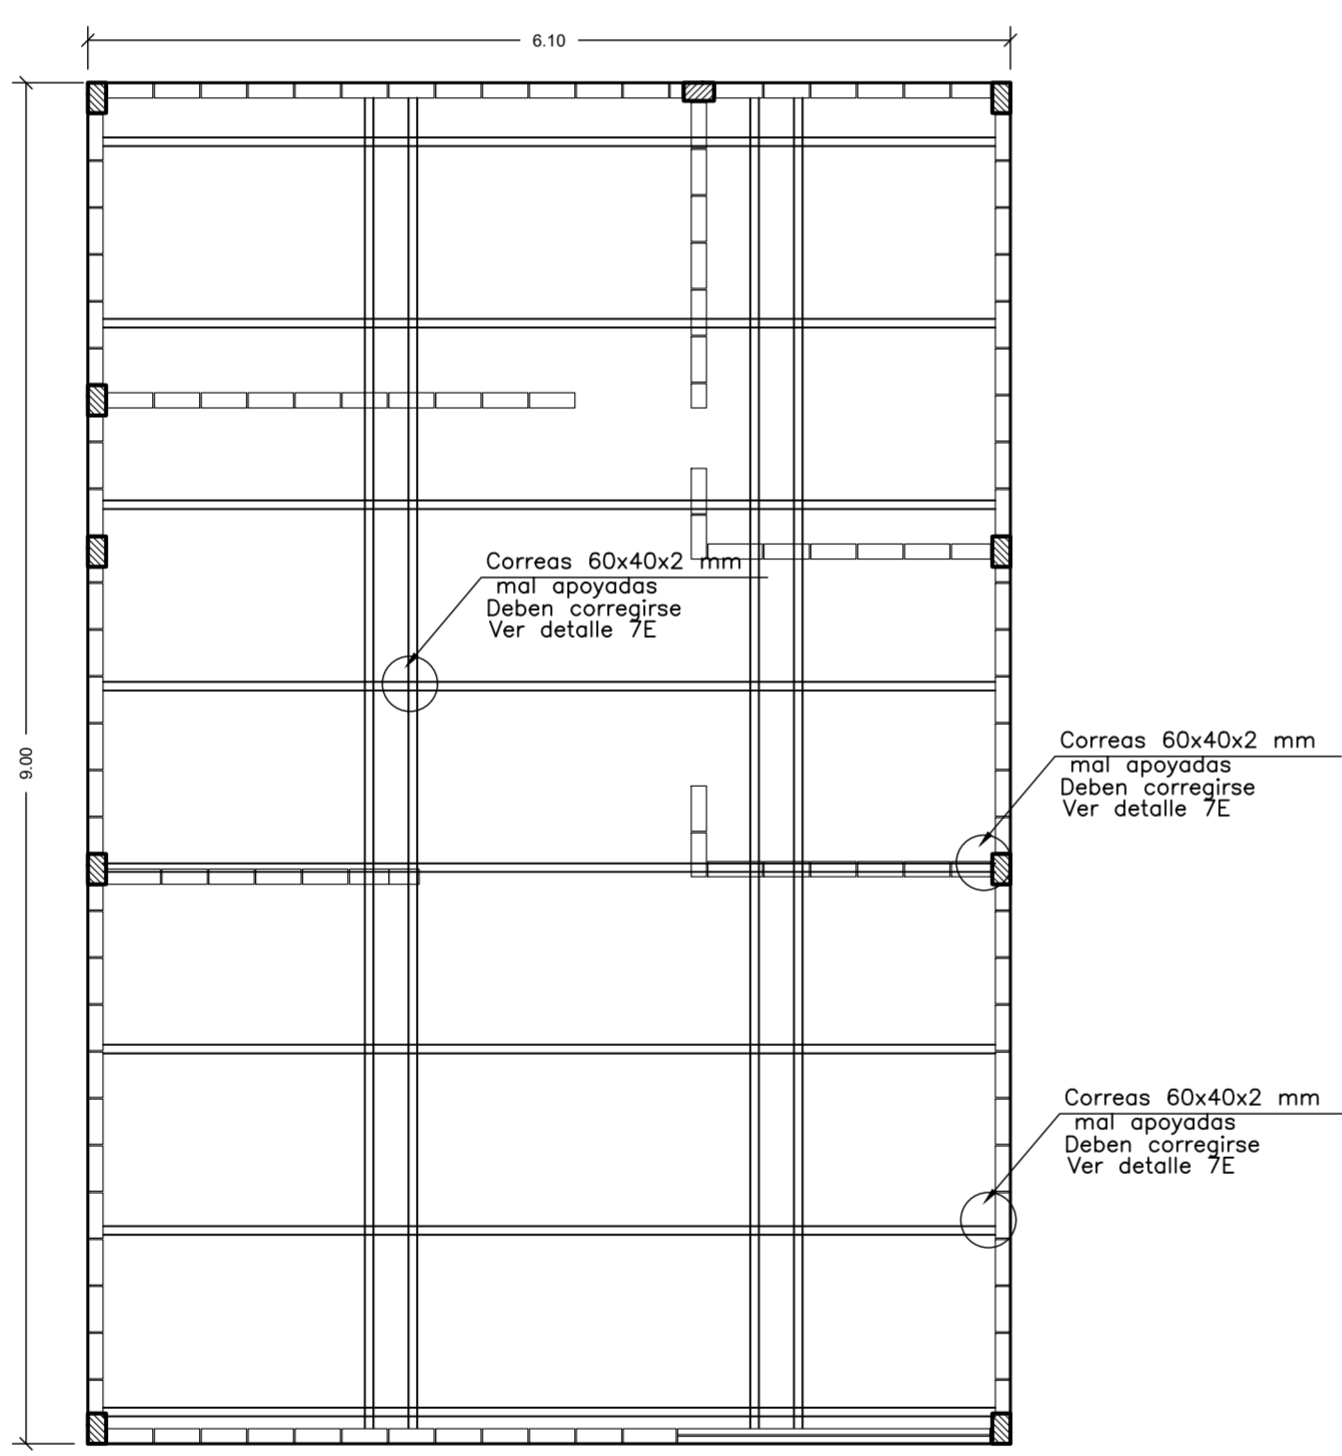 6.10
9.00
Correas 60x40x2 mm
mal apoyadas
Deben corregirse
Ver detalle 7E
Correas 60x40x2 mm
mal apoyadas
Deben corregirse
Ver detalle 7E
Correas 60x40x2 mm
mal apoyadas
Deben corregirse
Ver detalle 7E